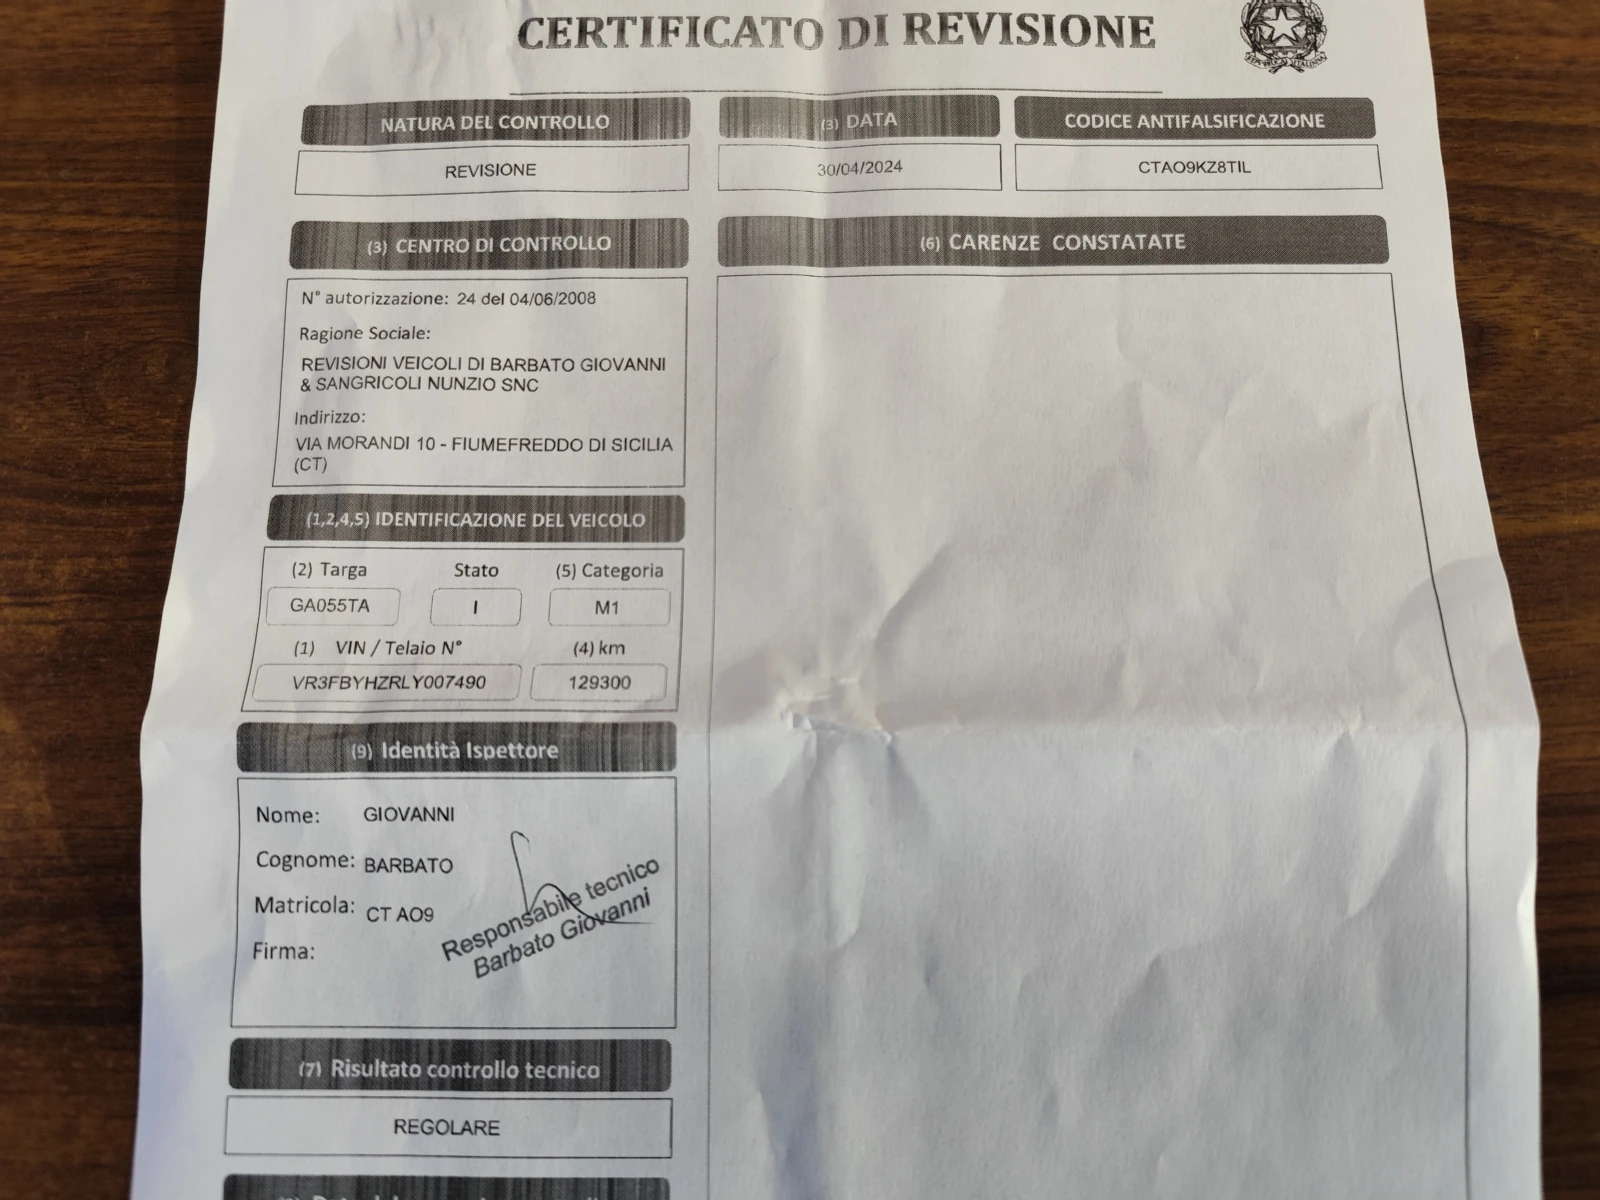 CERTIFICATO DI REVISIONE
REPUBBLICA ITALIANA
NATURA DEL CONTROLLO
REVISIONE
(3) DATA
30/04/2024
CODICE ANTIFALSIFICAZIONE
CTAO9KZ8TIL
(3) CENTRO DI CONTROLLO
N° autorizzazione: 24 del 04/06/2008
Ragione Sociale:
REVISIONI VEICOLI DI BARBATO GIOVANNI
& SANGRICOLI NUNZIO SNC
Indirizzo:
VIA MORANDI 10 - FIUMEFREDDO DI SICILIA
(CT)
(6) CARENZE CONSTATATE
(1,2,4,5) IDENTIFICAZIONE DEL VEICOLO
(2) Targa Stato (5) Categoria
GA055TA I M1
(1) VIN / Telaio N° (4) km
VR3FBYHZRLY007490 129300
(9) Identità Ispettore
Nome: GIOVANNI
Cognome: BARBATO
Matricola: CT AO9
Firma:
Responsabile tecnico
Barbato Giovanni
(7) Risultato controllo tecnico
REGOLARE